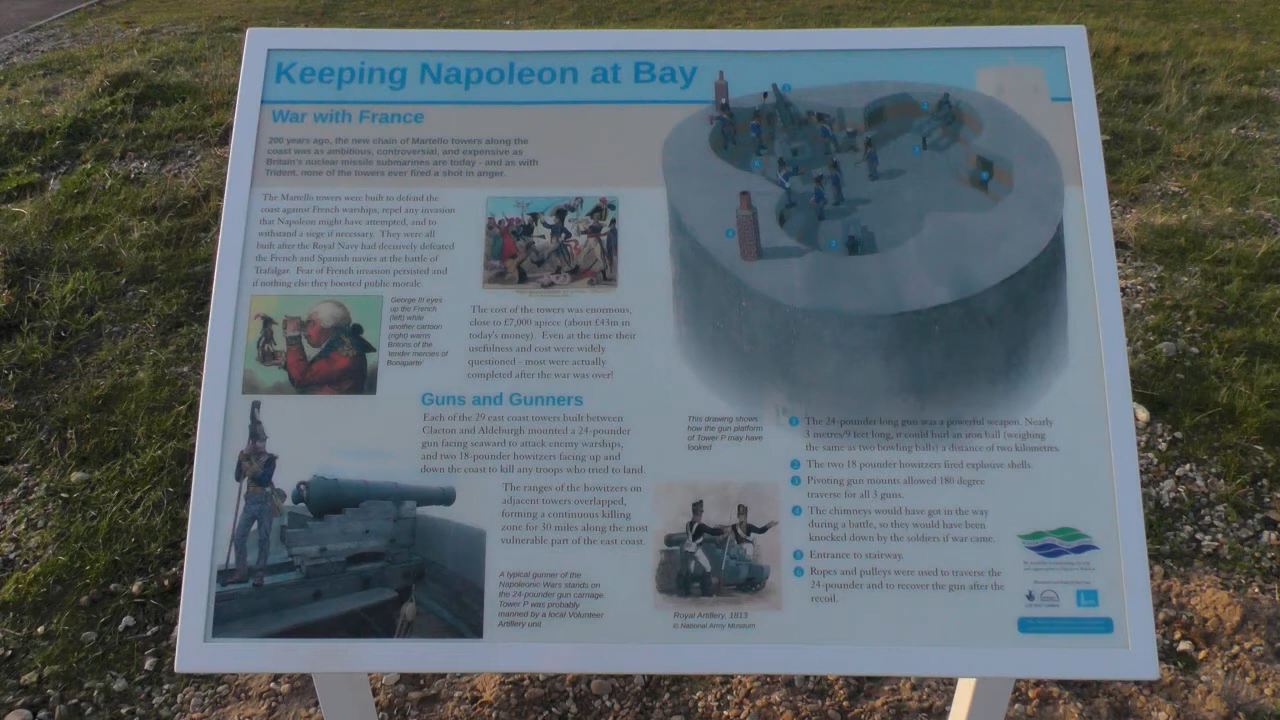 Keeping Napoleon at Bay
War with France
200 years ago, the new chain of Martello towers along the
coast was as ambitious, controversial, and expensive as
Britain's nuclear missile submarines are today - and as with
Trident, none of the towers ever fired a shot in anger.
The Martello towers were built to defend the
coast against French warships, repel any invasion
that Napoleon might have attempted, and to
withstand a siege if necessary. They were all
built after the Royal Navy had decisively defeated
the French and Spanish navies at the battle of
Trafalgar. Fear of French invasion persisted and
if nothing else they boosted public morale.
George III eyes
up the French
(left) while
another cartoon
(right) warns
Britons of the
'tender mercies of
Bonaparte'
The cost of the towers was enormous,
close to £7,000 apiece (about £43m in
today's money). Even at the time their
usefulness and cost were widely
questioned - most were actually
completed after the war was over!
Guns and Gunners
Each of the 29 east coast towers built between
Clacton and Aldeburgh mounted a 24-pounder
gun facing seaward to attack enemy warships,
and two 18-pounder howitzers facing up and
down the coast to kill any troops who tried to land.
The ranges of the howitzers on
adjacent towers overlapped,
forming a continuous killing
zone for 30 miles along the most
vulnerable part of the east coast.
A typical gunner of the
Napoleonic Wars stands on
the 24-pounder gun carriage.
Tower P was probably
manned by a local Volunteer
Artillery unit
Royal Artillery, 1813
© National Army Museum
This drawing shows
how the gun platform
of Tower P may have
looked
1 The 24-pounder long gun was a powerful weapon. Nearly
3 metres/9 feet long, it could hurl an iron ball (weighing
the same as two bowling balls) a distance of two kilometres.
2 The two 18 pounder howitzers fired explosive shells.
3 Pivoting gun mounts allowed 180 degree
traverse for all 3 guns.
4 The chimneys would have got in the way
during a battle, so they would have been
knocked down by the soldiers if war came.
5 Entrance to stairway.
6 Ropes and pulleys were used to traverse the
24-pounder and to recover the gun after the
recoil.